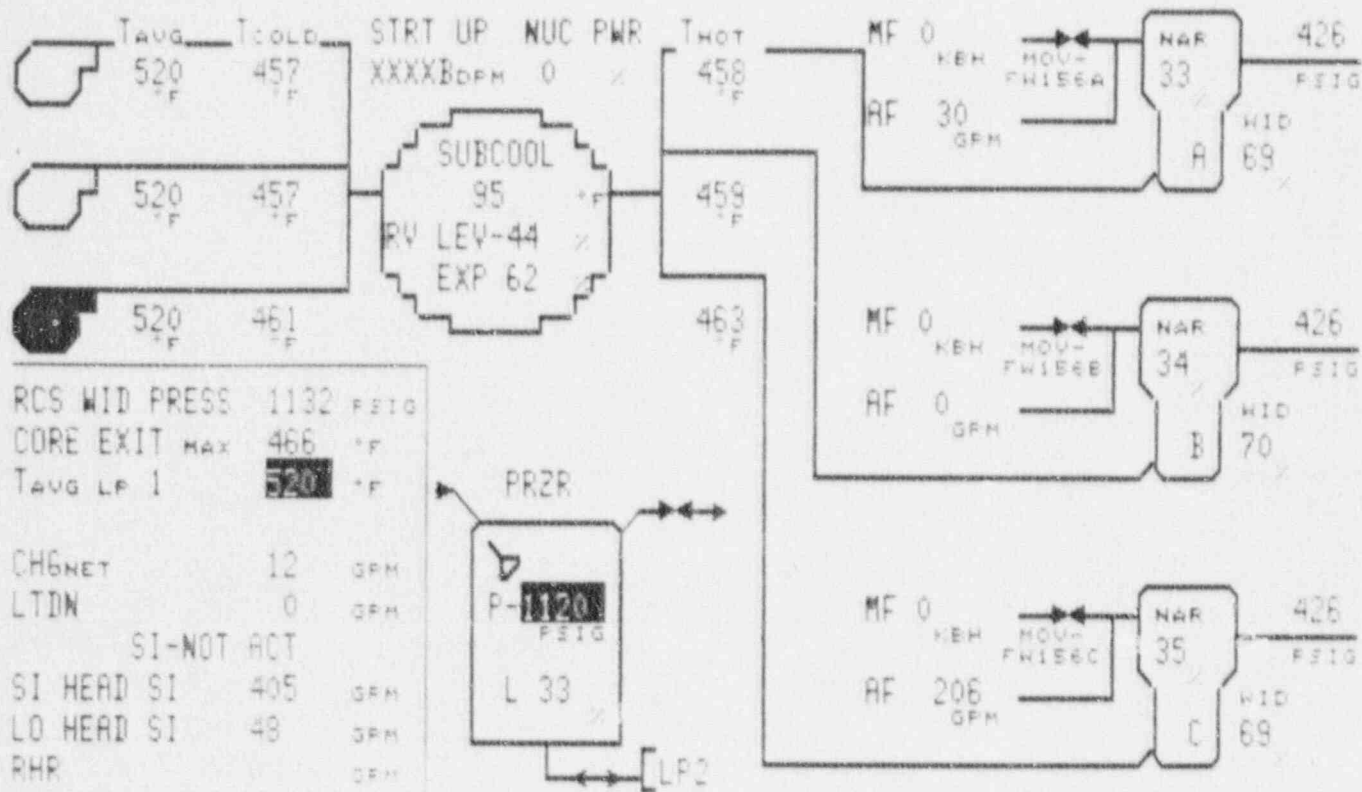 TAVG TCOLD STRT UP NUC PWR THOT
520 °F 457 °F XXXXBDPM 0 % 458 °F
SUBCOOL
95 °F
RV LEV-44 %
EXP 62 %
520 °F 457 °F 459 °F
520 °F 461 °F 463 °F
MF 0 KBH MOV-FW156A NAR 33 % 426 PSIG
AF 30 GPM A WID 69 %
MF 0 KBH MOV-FW156B NAR 34 % 426 PSIG
AF 0 GPM B WID 70 %
MF 0 KBH MOV-FW156C NAR 35 % 426 PSIG
AF 206 GPM C WID 69 %
RCS WID PRESS 1132 PSIG
CORE EXIT MAX 466 °F
TAVG LP 1 520 °F
CHGNET 12 GPM
LTDN 0 GPM
SI-NOT ACT
SI HEAD SI 405 GPM
LO HEAD SI 48 GPM
RHR GPM
PRZR
P-1120 PSIG
L 33 %
LP2